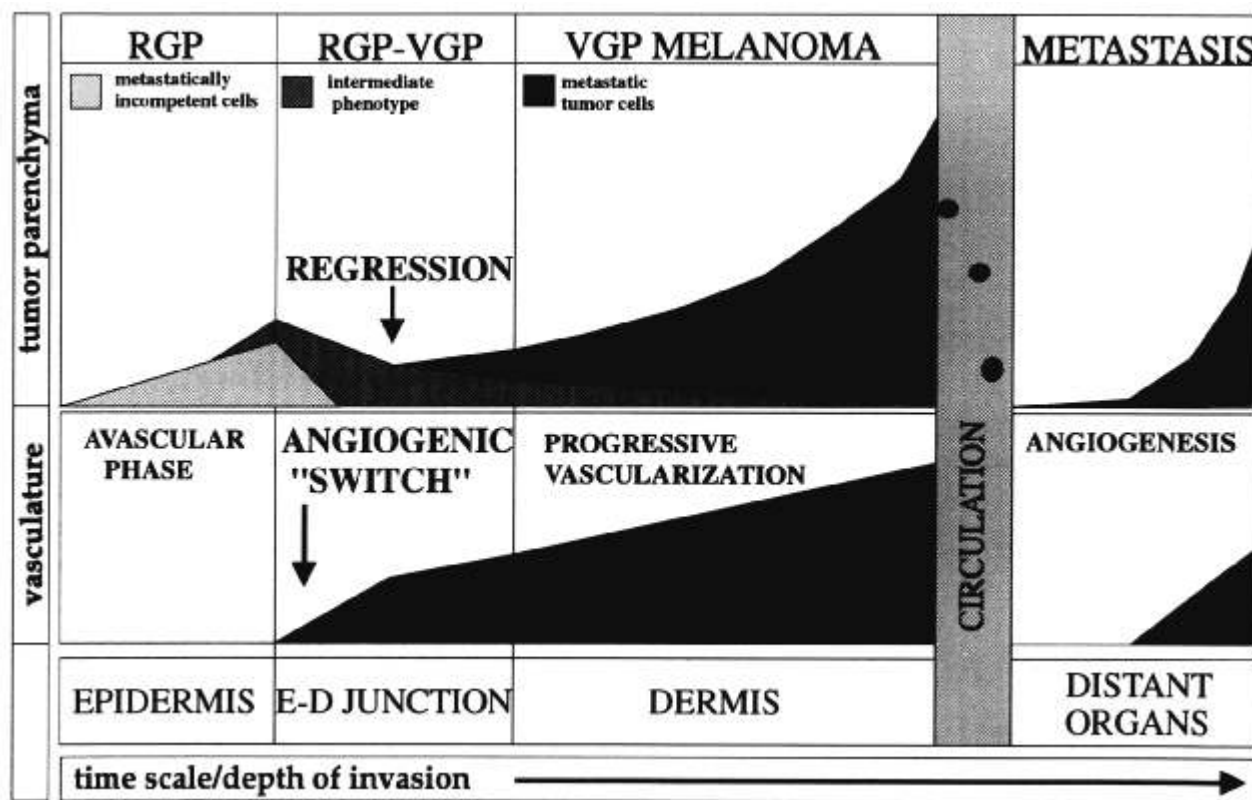 RGP
RGP-VGP
VGP MELANOMA
METASTASIS
metastatically
incompetent cells
intermediate
phenotype
metastatic
tumor cells
tumor parenchyma
REGRESSION
AVASCULAR
PHASE
ANGIOGENIC
"SWITCH"
PROGRESSIVE
VASCULARIZATION
CIRCULATION
ANGIOGENESIS
vasculature
EPIDERMIS
E-D JUNCTION
DERMIS
DISTANT
ORGANS
time scale/depth of invasion